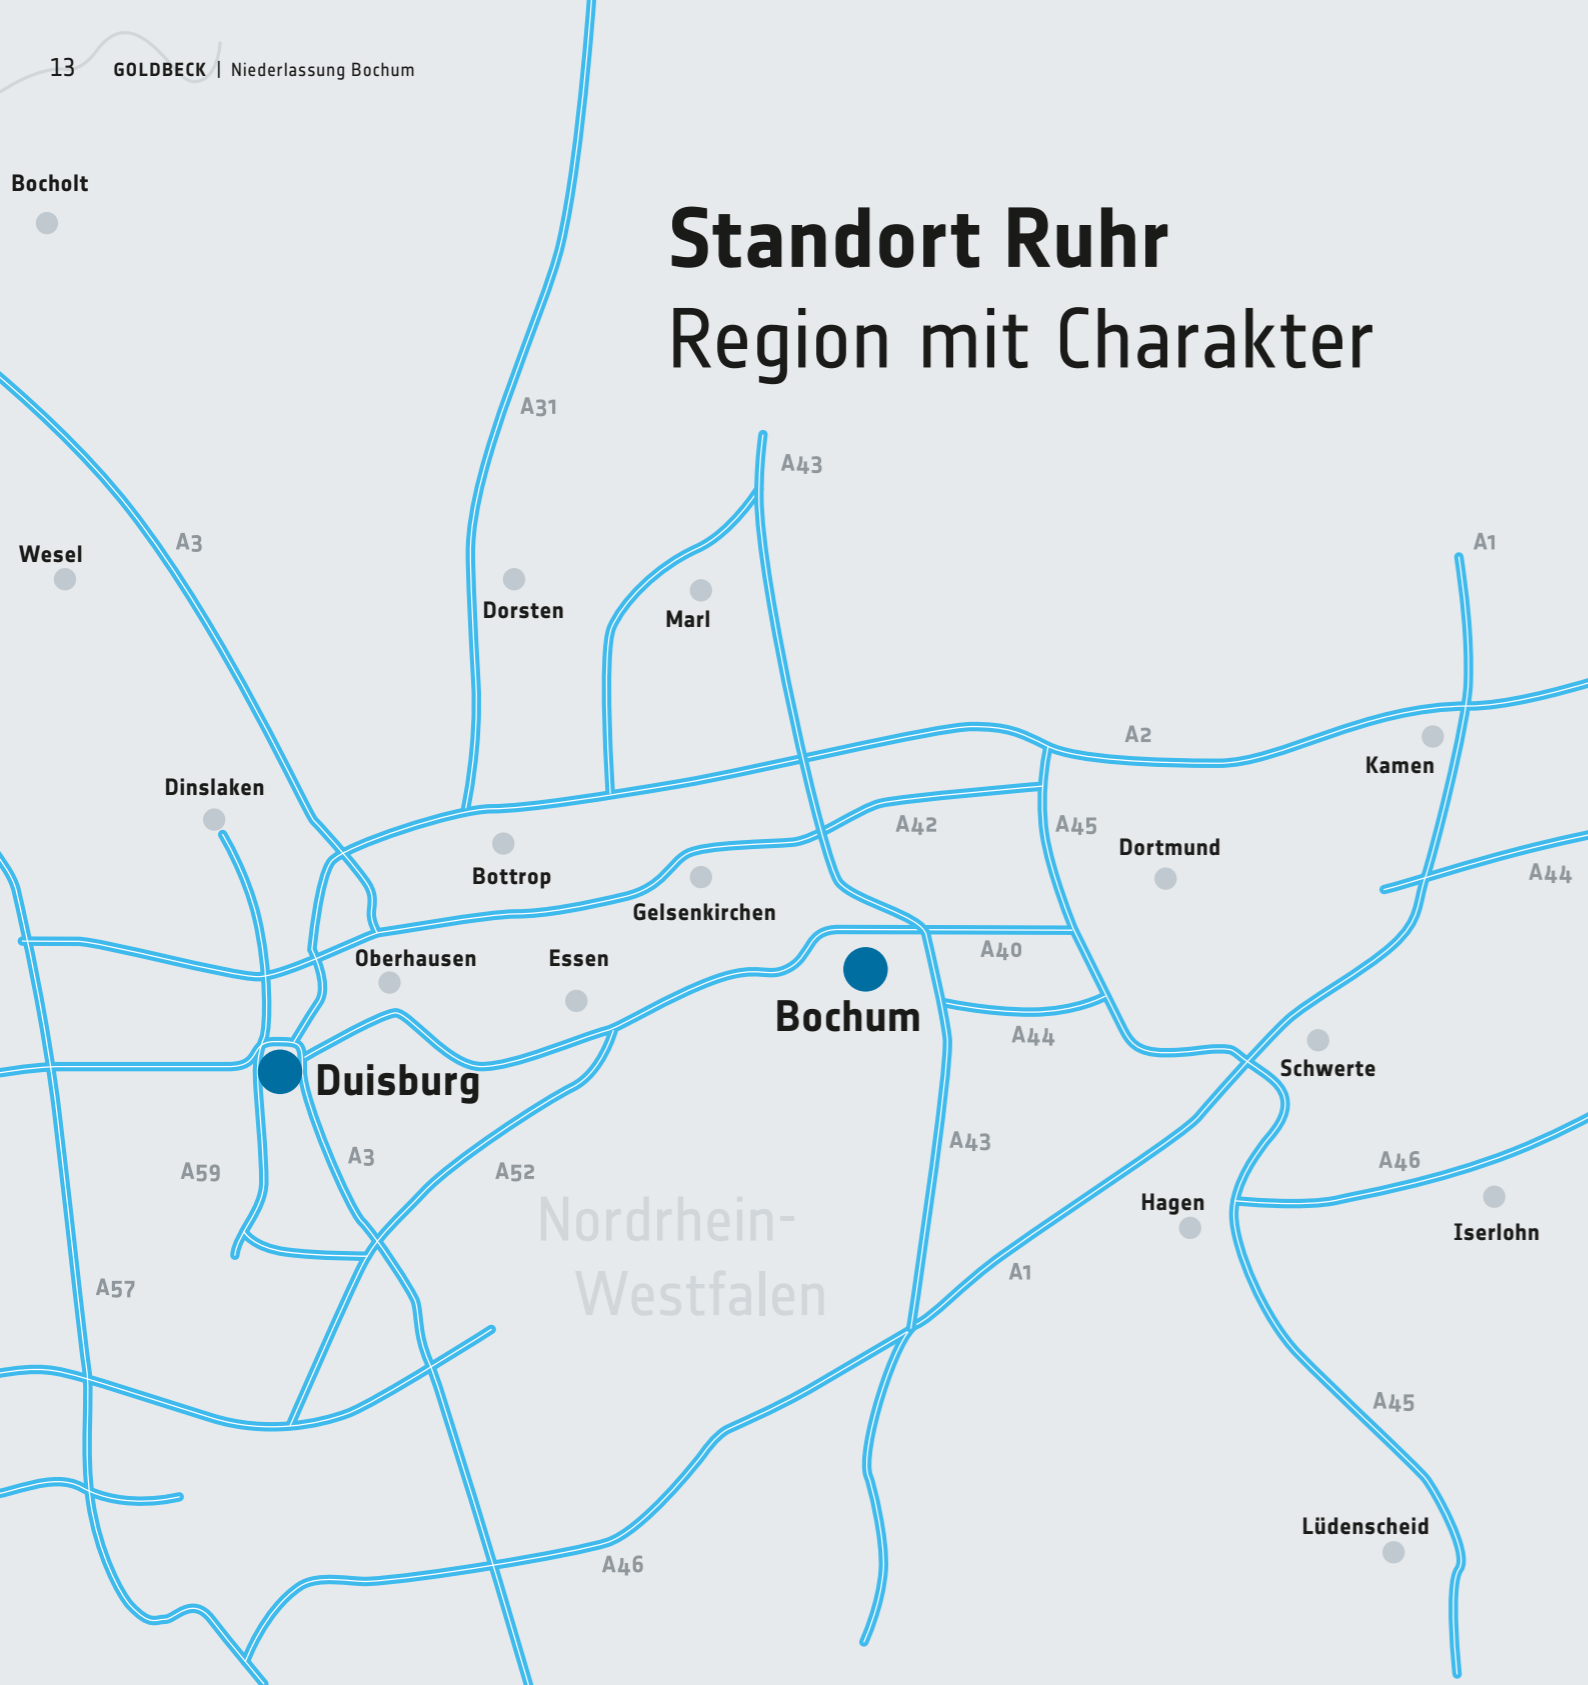 13 GOLDBECK | Niederlassung Bochum
Bocholt
Standort Ruhr
Region mit Charakter
A31
A43
A3
Wesel
A1
Dorsten
Marl
A2
Kamen
Dinslaken
A42
A45
Dortmund
A44
Bottrop
Gelsenkirchen
Oberhausen
Essen
A40
Bochum
A44
Schwerte
Duisburg
A43
A3
A59
A52
A46
Hagen
Iserlohn
Nordrhein-
Westfalen
A1
A57
A45
Lüdenscheid
A46